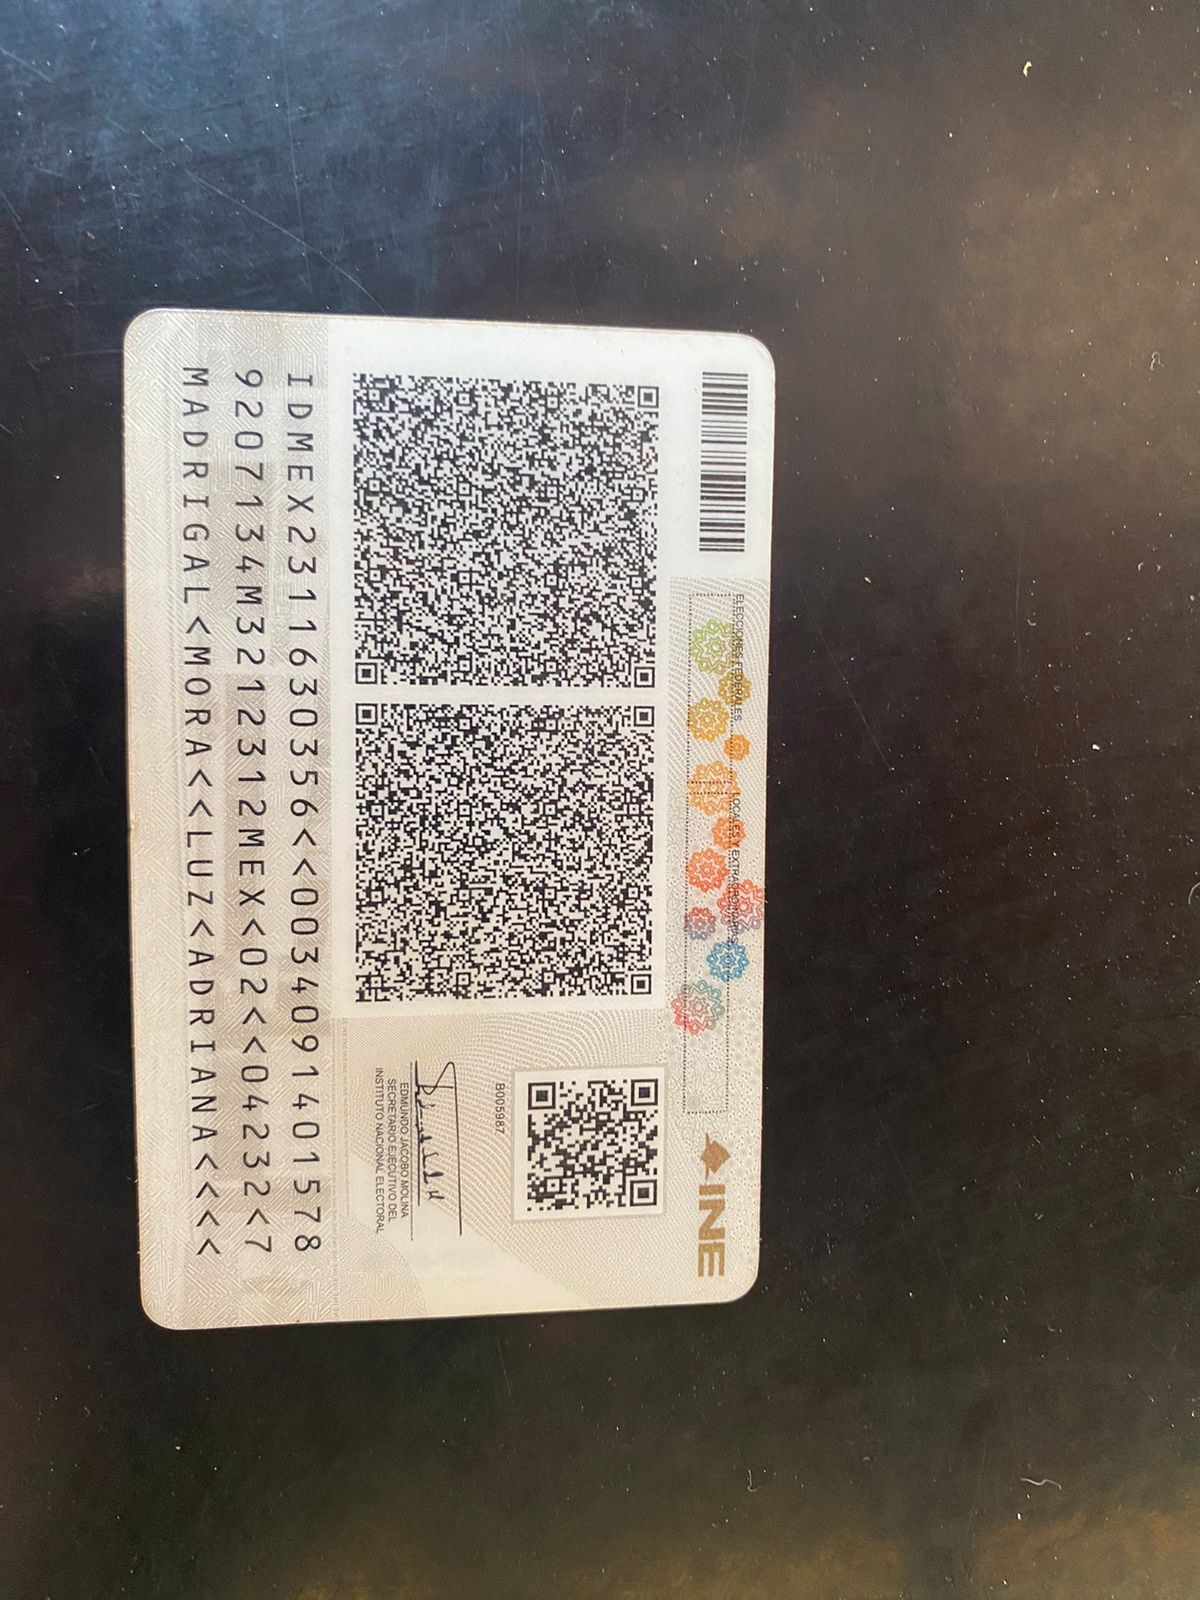 ELECCIONES FEDERALES
LOCALES Y EXTRAORDINARIAS
INE
B005987
EDMUNDO JACOBO MOLINA
SECRETARIO EJECUTIVO DEL
INSTITUTO NACIONAL ELECTORAL
IDMEX2311630356<<0034091401578
9207134M3212312MEX<02<<04232<7
MADRIGAL<MORA<<LUZ<ADRIANA<<<<